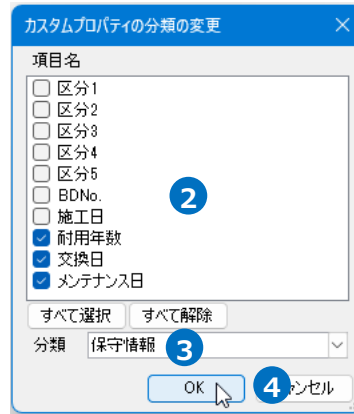 カスタムプロパティの分類の変更
項目名
区分1
区分2
区分3
区分4
区分5
BDNo.
2
施工日
耐用年数
交換日
メンテナンス日
すべて選択 すべて解除
分類 保守情報 3
OK 4 ンセル